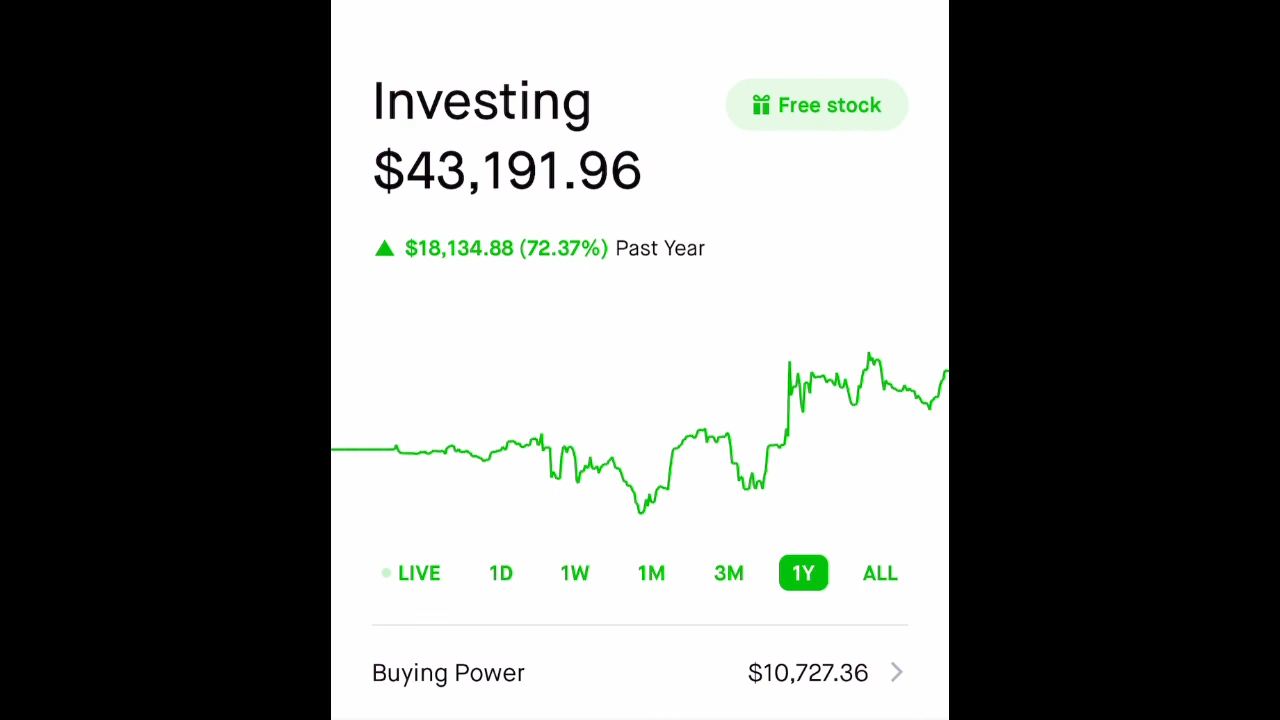 Investing
Free stock
$43,191.96
▲ $18,134.88 (72.37%) Past Year
LIVE 1D 1W 1M 3M 1Y ALL
Buying Power $10,727.36